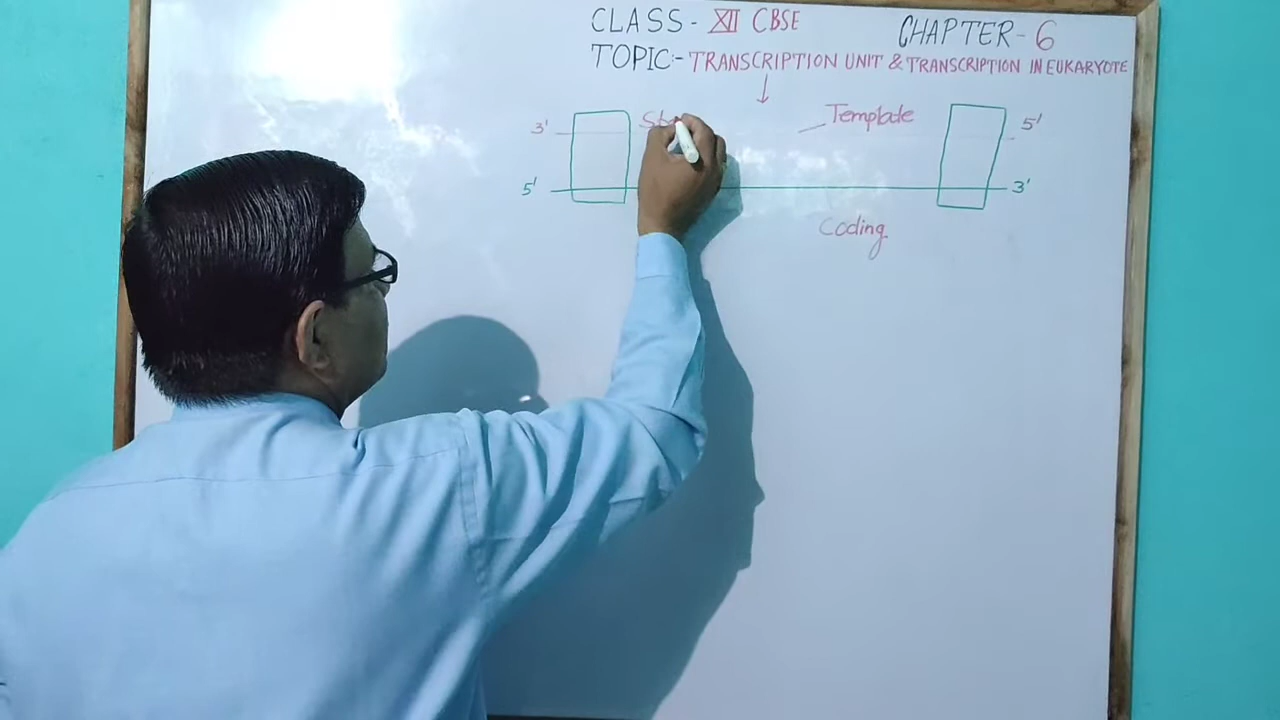 CLASS - XII CBSE
CHAPTER - 6
TOPIC:- TRANSCRIPTION UNIT & TRANSCRIPTION IN EUKARYOTE
3' Template 5'
5' 3'
Coding